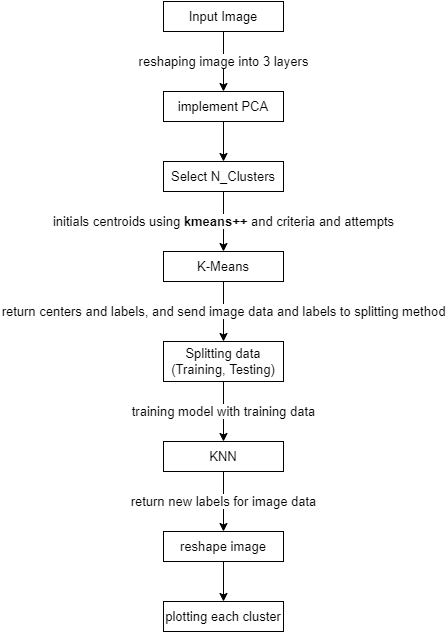 Input Image
reshaping image into 3 layers
implement PCA
Select N_Clusters
initials centroids using kmeans++ and criteria and attempts
K-Means
return centers and labels, and send image data and labels to splitting method
Splitting data
(Training, Testing)
training model with training data
KNN
return new labels for image data
reshape image
plotting each cluster